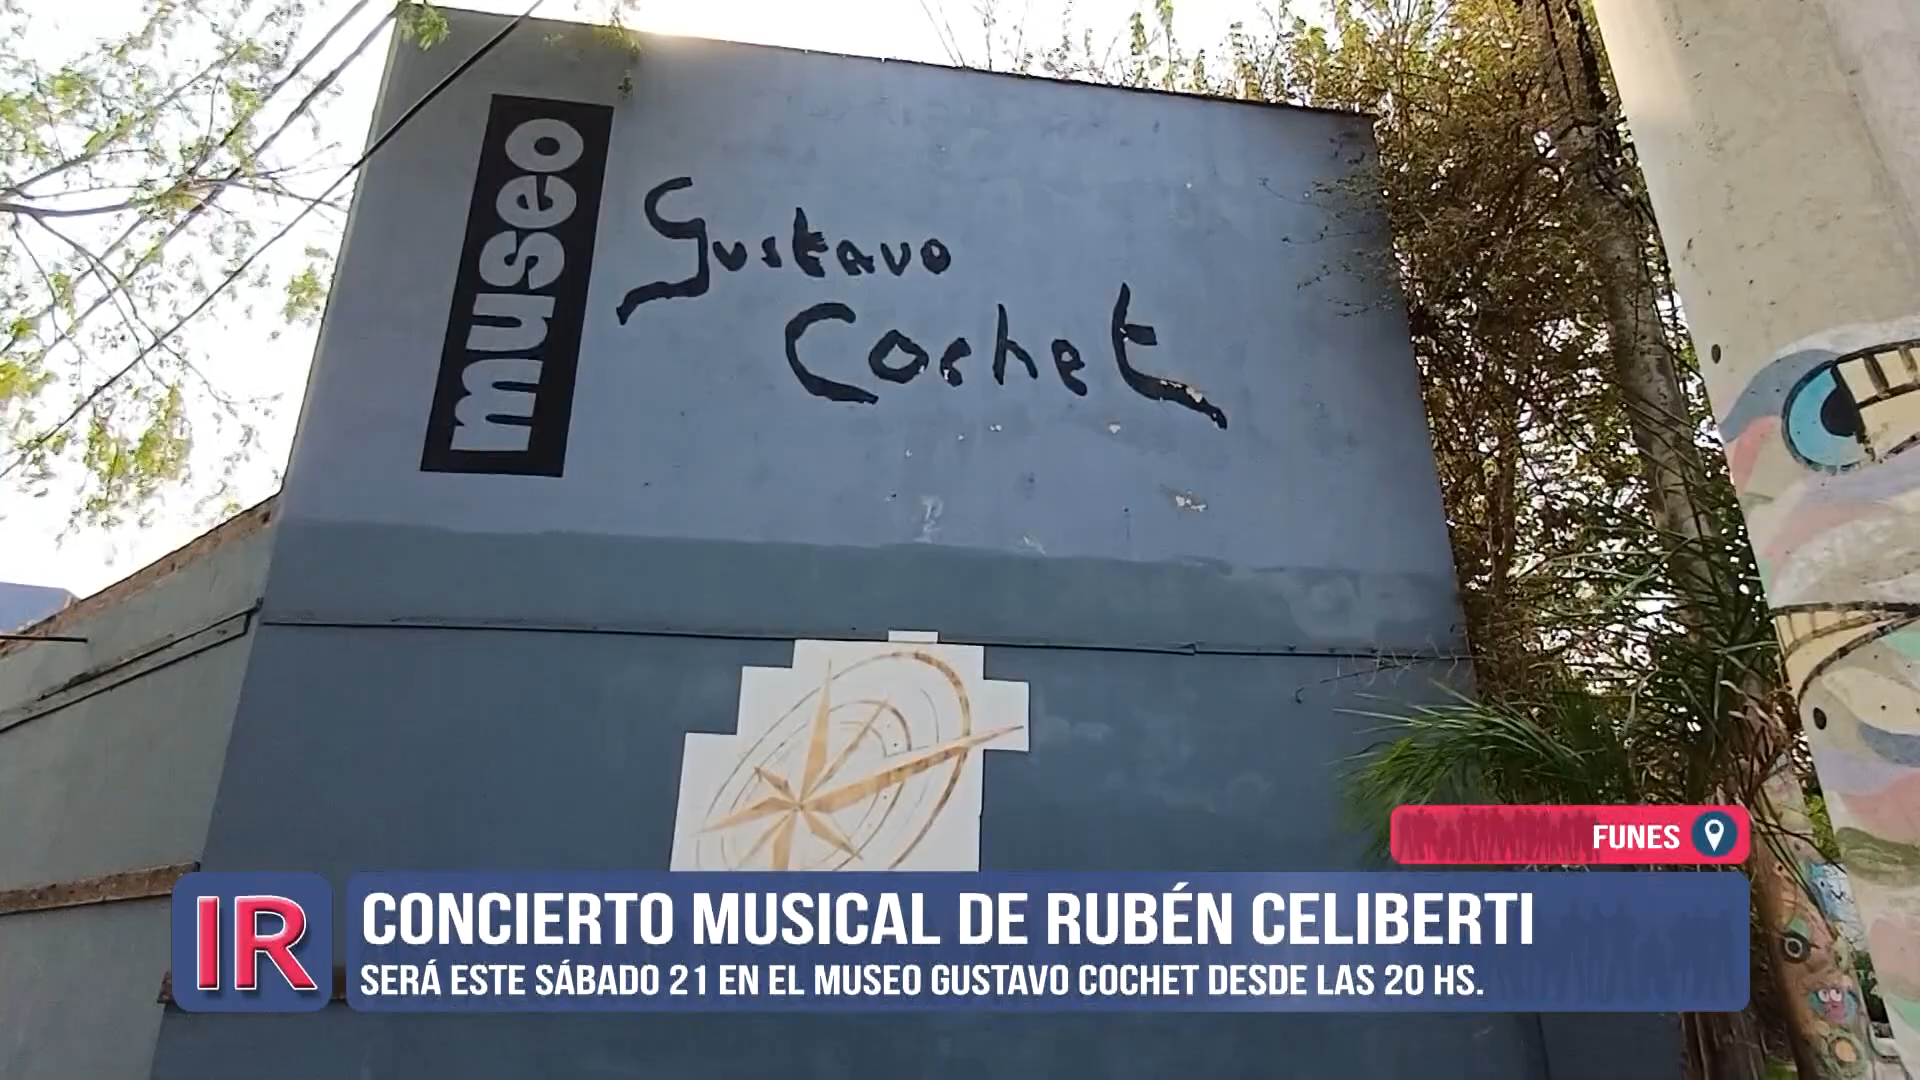 museo
Gustavo
Cochet
FUNES
IR
CONCIERTO MUSICAL DE RUBÉN CELIBERTI
SERÁ ESTE SÁBADO 21 EN EL MUSEO GUSTAVO COCHET DESDE LAS 20 HS.